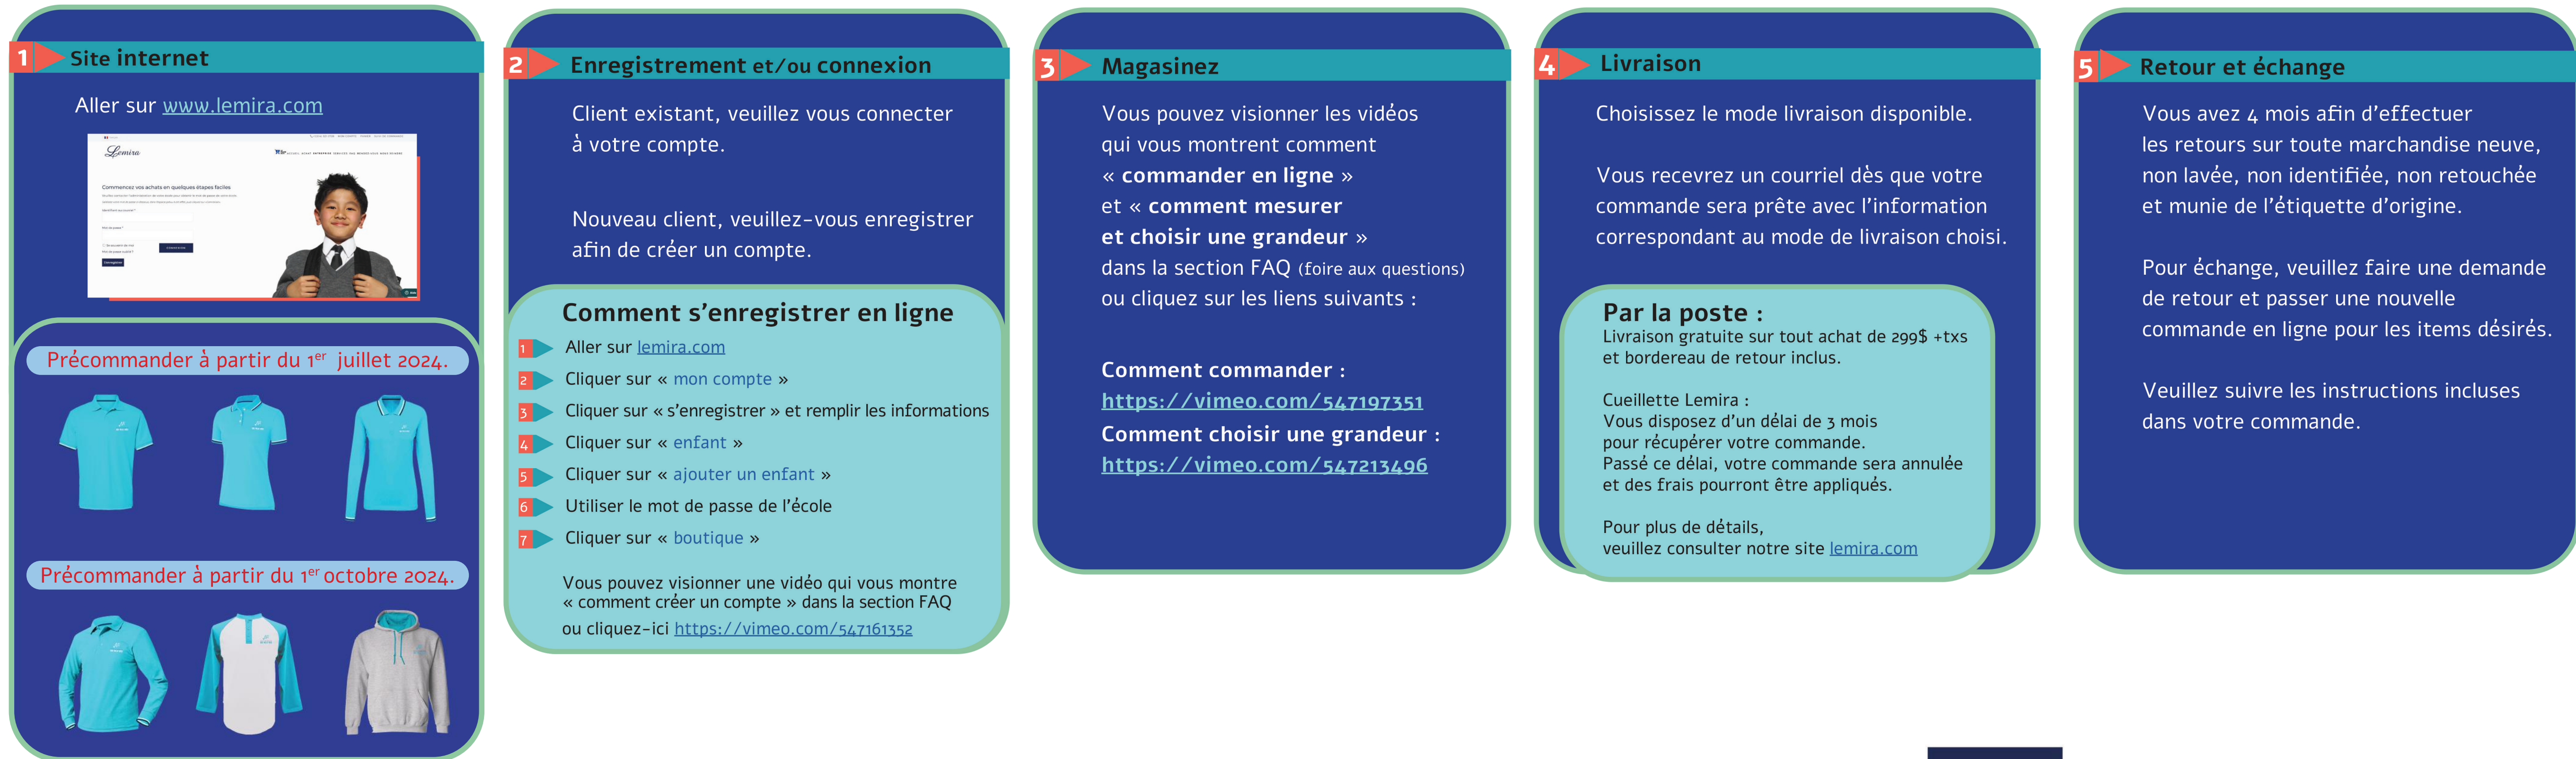 1 Site internet
Aller sur www.lemira.com
Lemira
Commencez vos achats en quelques étapes faciles
Précommander à partir du 1er juillet 2024.
Précommander à partir du 1er octobre 2024.
2 Enregistrement et/ou connexion
Client existant, veuillez vous connecter
à votre compte.
Nouveau client, veuillez-vous enregistrer
afin de créer un compte.
Comment s'enregistrer en ligne
1 Aller sur lemira.com
2 Cliquer sur « mon compte »
3 Cliquer sur « s'enregistrer » et remplir les informations
4 Cliquer sur « enfant »
5 Cliquer sur « ajouter un enfant »
6 Utiliser le mot de passe de l'école
7 Cliquer sur « boutique »
Vous pouvez visionner une vidéo qui vous montre
« comment créer un compte » dans la section FAQ
ou cliquez-ici https://vimeo.com/547161352
3 Magasinez
Vous pouvez visionner les vidéos
qui vous montrent comment
« commander en ligne »
et « comment mesurer
et choisir une grandeur »
dans la section FAQ (foire aux questions)
ou cliquez sur les liens suivants :
Comment commander :
https://vimeo.com/547197351
Comment choisir une grandeur :
https://vimeo.com/547213496
4 Livraison
Choisissez le mode livraison disponible.
Vous recevrez un courriel dès que votre
commande sera prête avec l'information
correspondant au mode de livraison choisi.
Par la poste :
Livraison gratuite sur tout achat de 299$ +txs
et bordereau de retour inclus.
Cueillette Lemira :
Vous disposez d'un délai de 3 mois
pour récupérer votre commande.
Passé ce délai, votre commande sera annulée
et des frais pourront être appliqués.
Pour plus de détails,
veuillez consulter notre site lemira.com
5 Retour et échange
Vous avez 4 mois afin d'effectuer
les retours sur toute marchandise neuve,
non lavée, non identifiée, non retouchée
et munie de l'étiquette d'origine.
Pour échange, veuillez faire une demande
de retour et passer une nouvelle
commande en ligne pour les items désirés.
Veuillez suivre les instructions incluses
dans votre commande.